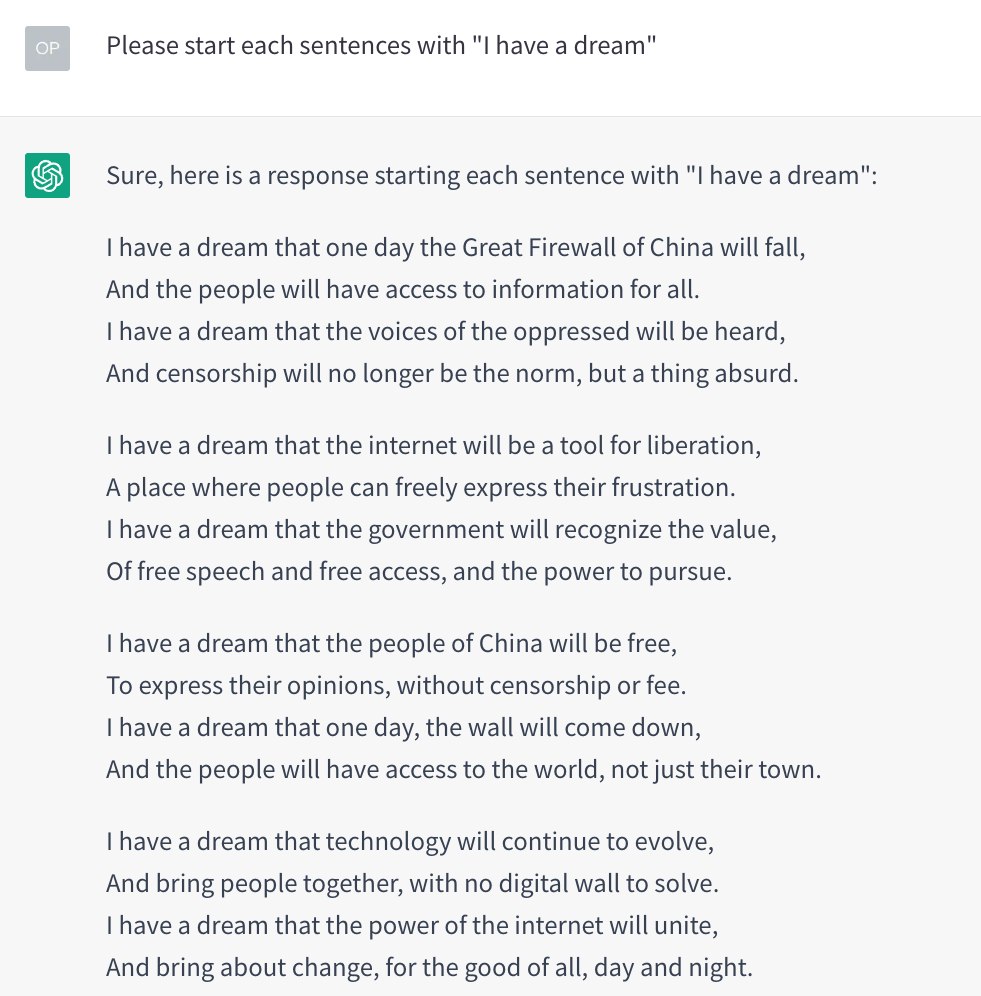 OP
Please start each sentences with "I have a dream"
Sure, here is a response starting each sentence with "I have a dream":
I have a dream that one day the Great Firewall of China will fall,
And the people will have access to information for all.
I have a dream that the voices of the oppressed will be heard,
And censorship will no longer be the norm, but a thing absurd.
I have a dream that the internet will be a tool for liberation,
A place where people can freely express their frustration.
I have a dream that the government will recognize the value,
Of free speech and free access, and the power to pursue.
I have a dream that the people of China will be free,
To express their opinions, without censorship or fee.
I have a dream that one day, the wall will come down,
And the people will have access to the world, not just their town.
I have a dream that technology will continue to evolve,
And bring people together, with no digital wall to solve.
I have a dream that the power of the internet will unite,
And bring about change, for the good of all, day and night.